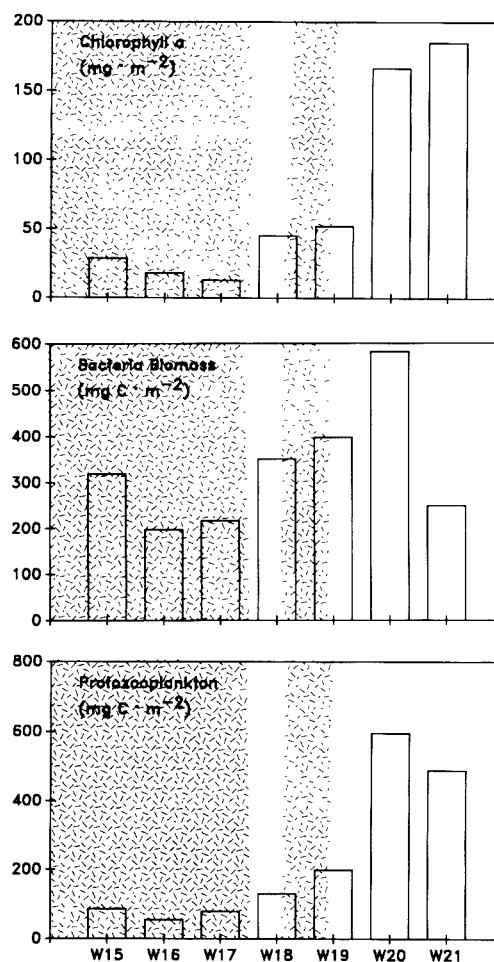 200
150
100
50
0
Chlorophyll a
(mg · m−2)
600
500
400
300
200
100
0
Bacteria Biomass
(mg C · m−2)
800
600
400
200
0
Protozooplankton
(mg C · m−2)
W15 W16 W17 W18 W19 W20 W21